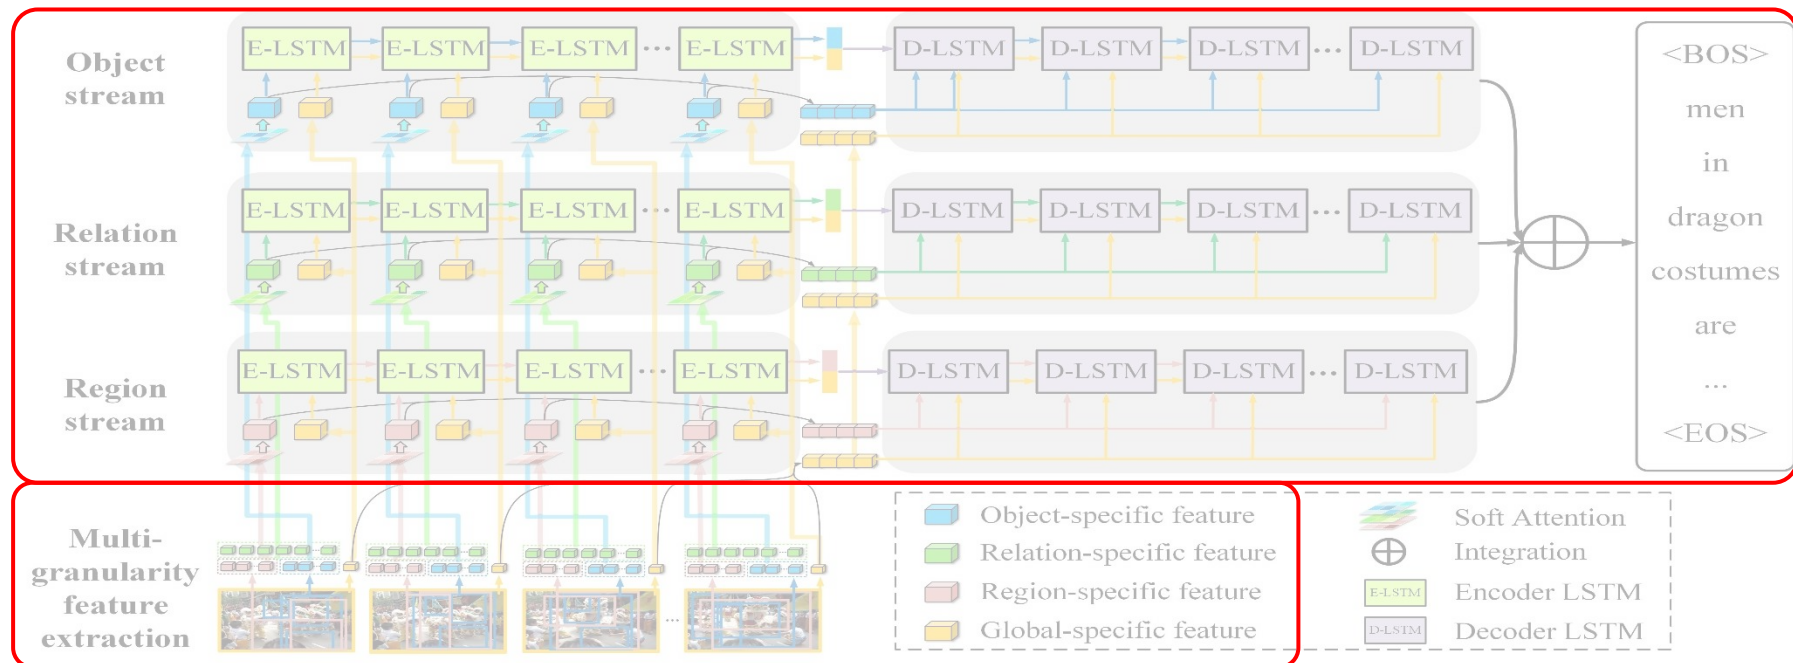 Object
stream
E-LSTM
E-LSTM
E-LSTM
...
E-LSTM
D-LSTM
D-LSTM
D-LSTM
...
D-LSTM
Relation
stream
E-LSTM
E-LSTM
E-LSTM
...
E-LSTM
D-LSTM
D-LSTM
D-LSTM
...
D-LSTM
Region
stream
E-LSTM
E-LSTM
E-LSTM
...
E-LSTM
D-LSTM
D-LSTM
D-LSTM
...
D-LSTM
<BOS>
men
in
dragon
costumes
are
...
<EOS>
Multi-
granularity
feature
extraction
...
Object-specific feature
Relation-specific feature
Region-specific feature
Global-specific feature
Soft Attention
Integration
E-LSTM
Encoder LSTM
D-LSTM
Decoder LSTM